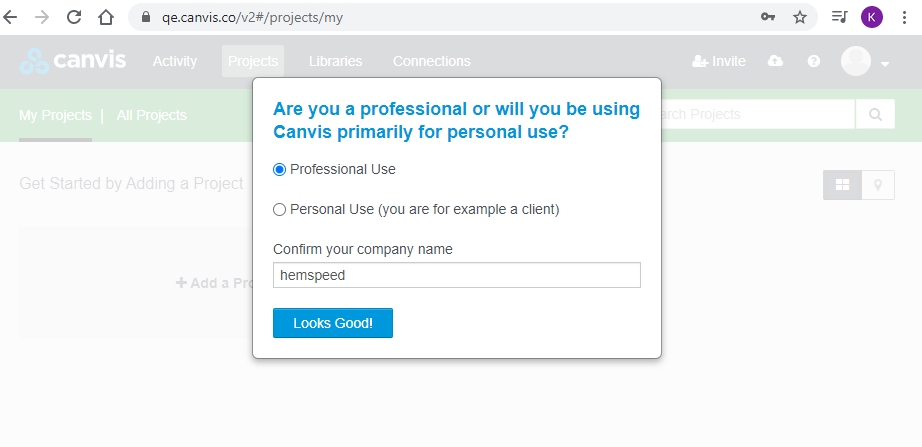 qe.canvis.co/v2#/projects/my
K
canvis Activity Projects Libraries Connections Invite
My Projects | All Projects
arch Projects
Are you a professional or will you be using
Canvis primarily for personal use?
Get Started by Adding a Project
Professional Use
Personal Use (you are for example a client)
Confirm your company name
hemspeed
Add a Pro
Looks Good!